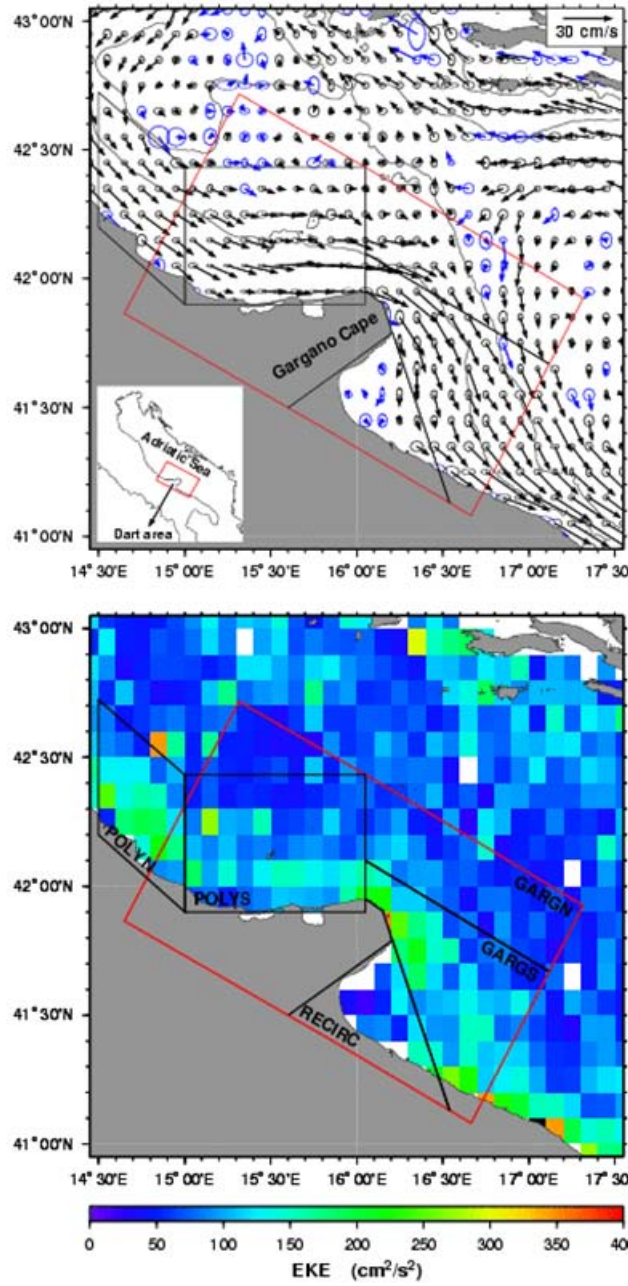 43°00'N
30 cm/s
42°30'N
42°00'N
Gargano Cape
41°30'N
Adriatic Sea
41°00'N
Dart area
14°30'E 15°00'E 15°30'E 16°00'E 16°30'E 17°00'E 17°30'E
43°00'N
42°30'N
POLYN
42°00'N
POLYS
GARGN
GARGS
41°30'N
RECIRC
41°00'N
14°30'E 15°00'E 15°30'E 16°00'E 16°30'E 17°00'E 17°30'E
0 50 100 150 200 250 300 350 400
EKE (cm²/s²)